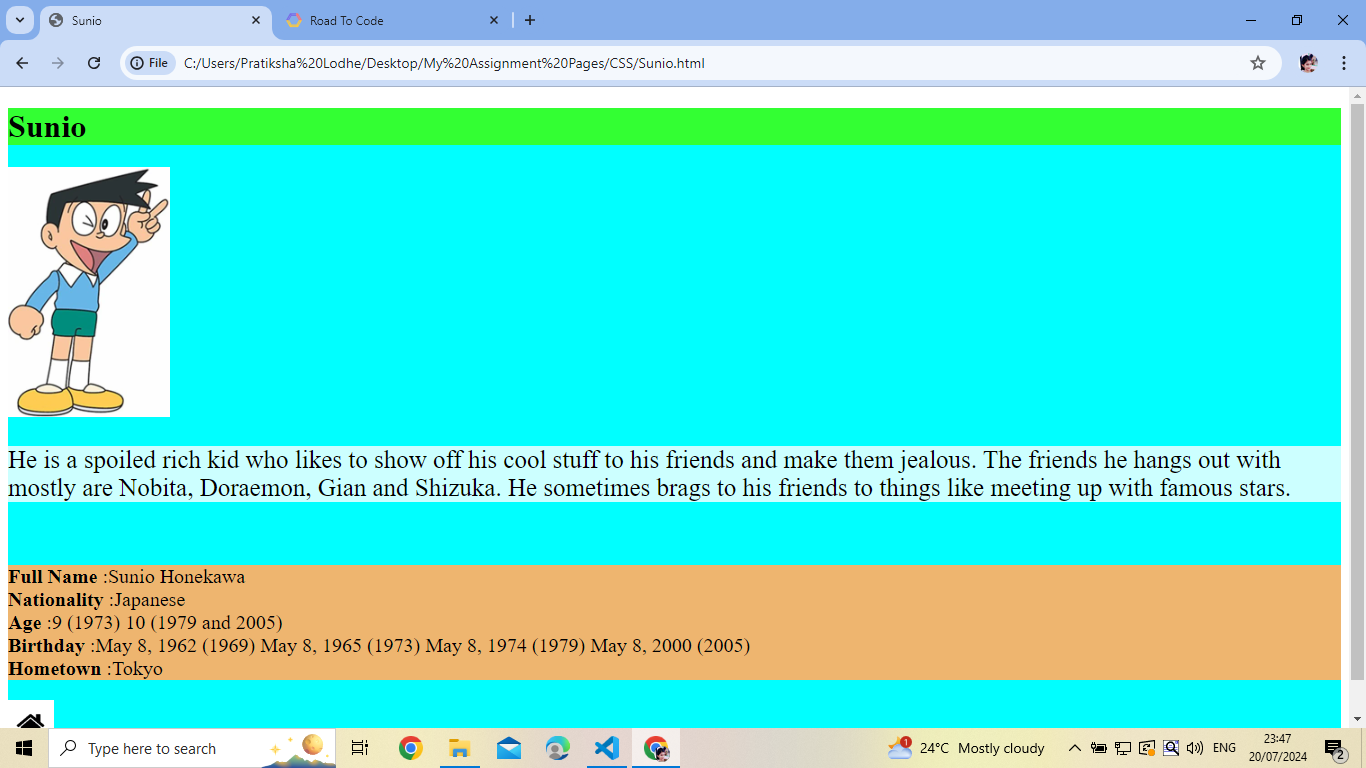 Sunio
Road To Code
File
C:/Users/Pratiksha%20Lodhe/Desktop/My%20Assignment%20Pages/CSS/Sunio.html
Sunio
He is a spoiled rich kid who likes to show off his cool stuff to his friends and make them jealous. The friends he hangs out with
mostly are Nobita, Doraemon, Gian and Shizuka. He sometimes brags to his friends to things like meeting up with famous stars.
Full Name :Sunio Honekawa
Nationality :Japanese
Age :9 (1973) 10 (1979 and 2005)
Birthday :May 8, 1962 (1969) May 8, 1965 (1973) May 8, 1974 (1979) May 8, 2000 (2005)
Hometown :Tokyo
Type here to search
1
24°C Mostly cloudy
ENG
23:47
20/07/2024
2